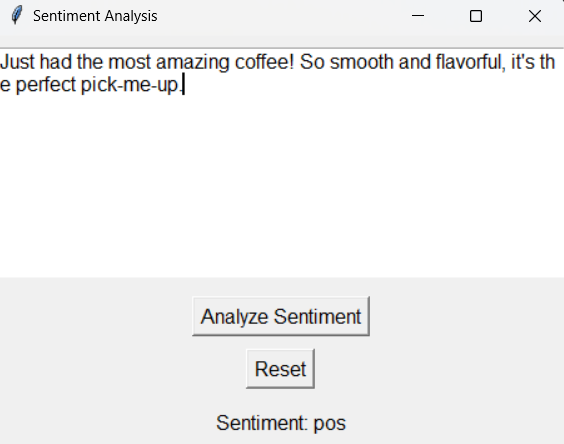 Sentiment Analysis
Just had the most amazing coffee! So smooth and flavorful, it's th
e perfect pick-me-up.
Analyze Sentiment
Reset
Sentiment: pos